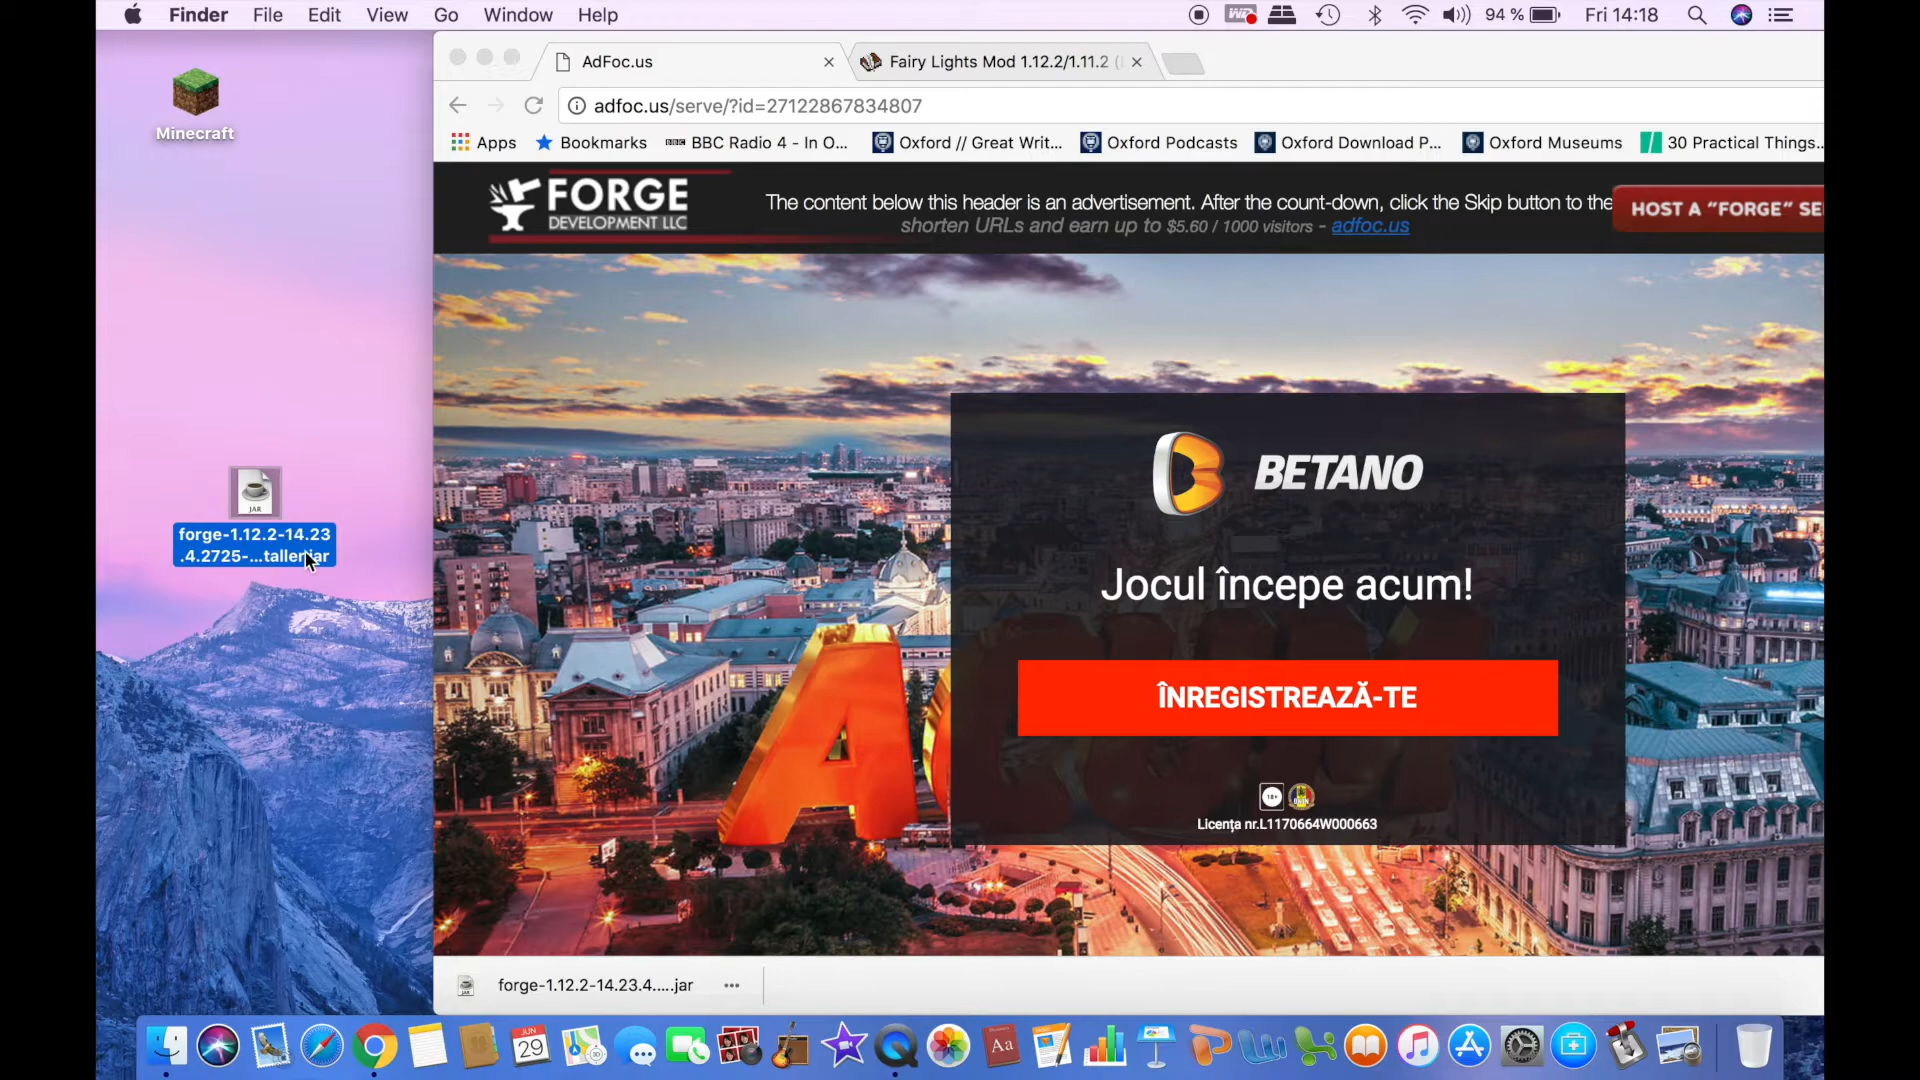 Finder File Edit View Go Window Help
94 % Fri 14:18
AdFoc.us
Fairy Lights Mod 1.12.2/1.11.2 (
adfoc.us/serve/?id=27122867834807
Apps Bookmarks BBC Radio 4 - In O... Oxford // Great Writ... Oxford Podcasts Oxford Download P... Oxford Museums 30 Practical Things...
Minecraft
FORGE
DEVELOPMENT LLC
The content below this header is an advertisement. After the count-down, click the Skip button to the
shorten URLs and earn up to $5.60 / 1000 visitors - adfoc.us
HOST A "FORGE" SE
BETANO
Jocul începe acum!
ÎNREGISTREAZĂ-TE
18+
Licența nr.L1170664W000663
A
JAR
forge-1.12.2-14.23
.4.2725-...taller.jar
forge-1.12.2-14.23.4.....jar
JUN
29